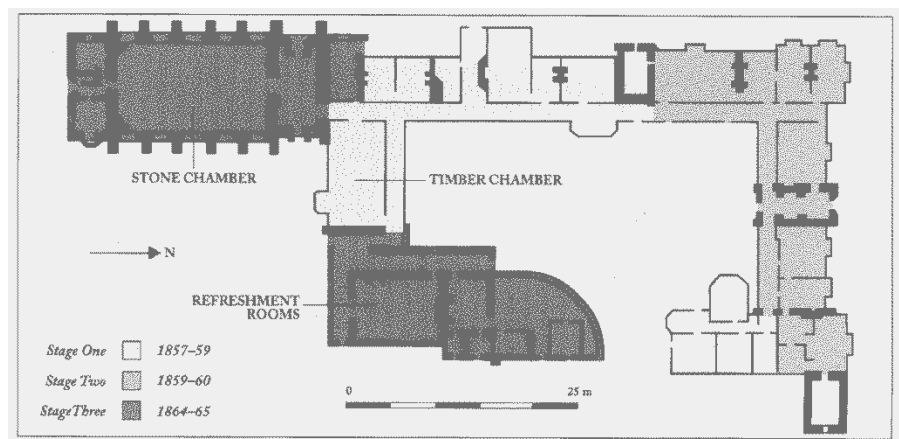 STONE CHAMBER
TIMBER CHAMBER
N
REFRESHMENT
ROOMS
Stage One 1857–59
Stage Two 1859–60
Stage Three 1864–65
0 25 m